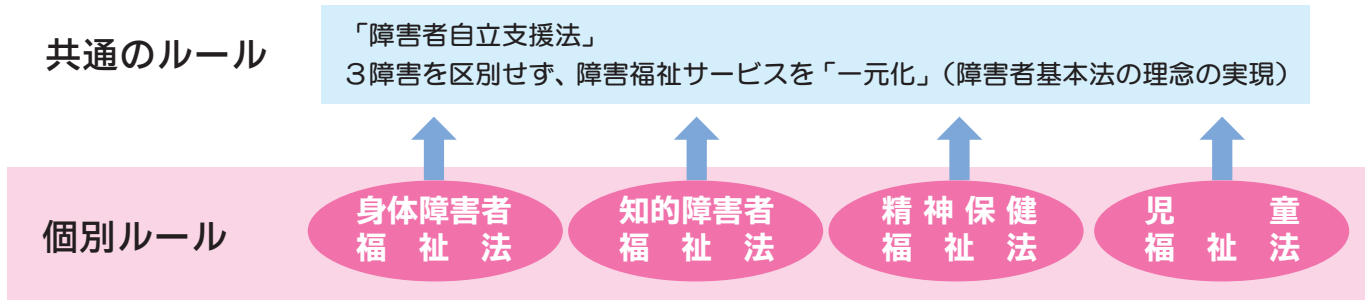 共通のルール
「障害者自立支援法」
３障害を区別せず、障害福祉サービスを「一元化」（障害者基本法の理念の実現）
個別ルール
身体障害者
福祉法
知的障害者
福祉法
精神保健
福祉法
児童
福祉法